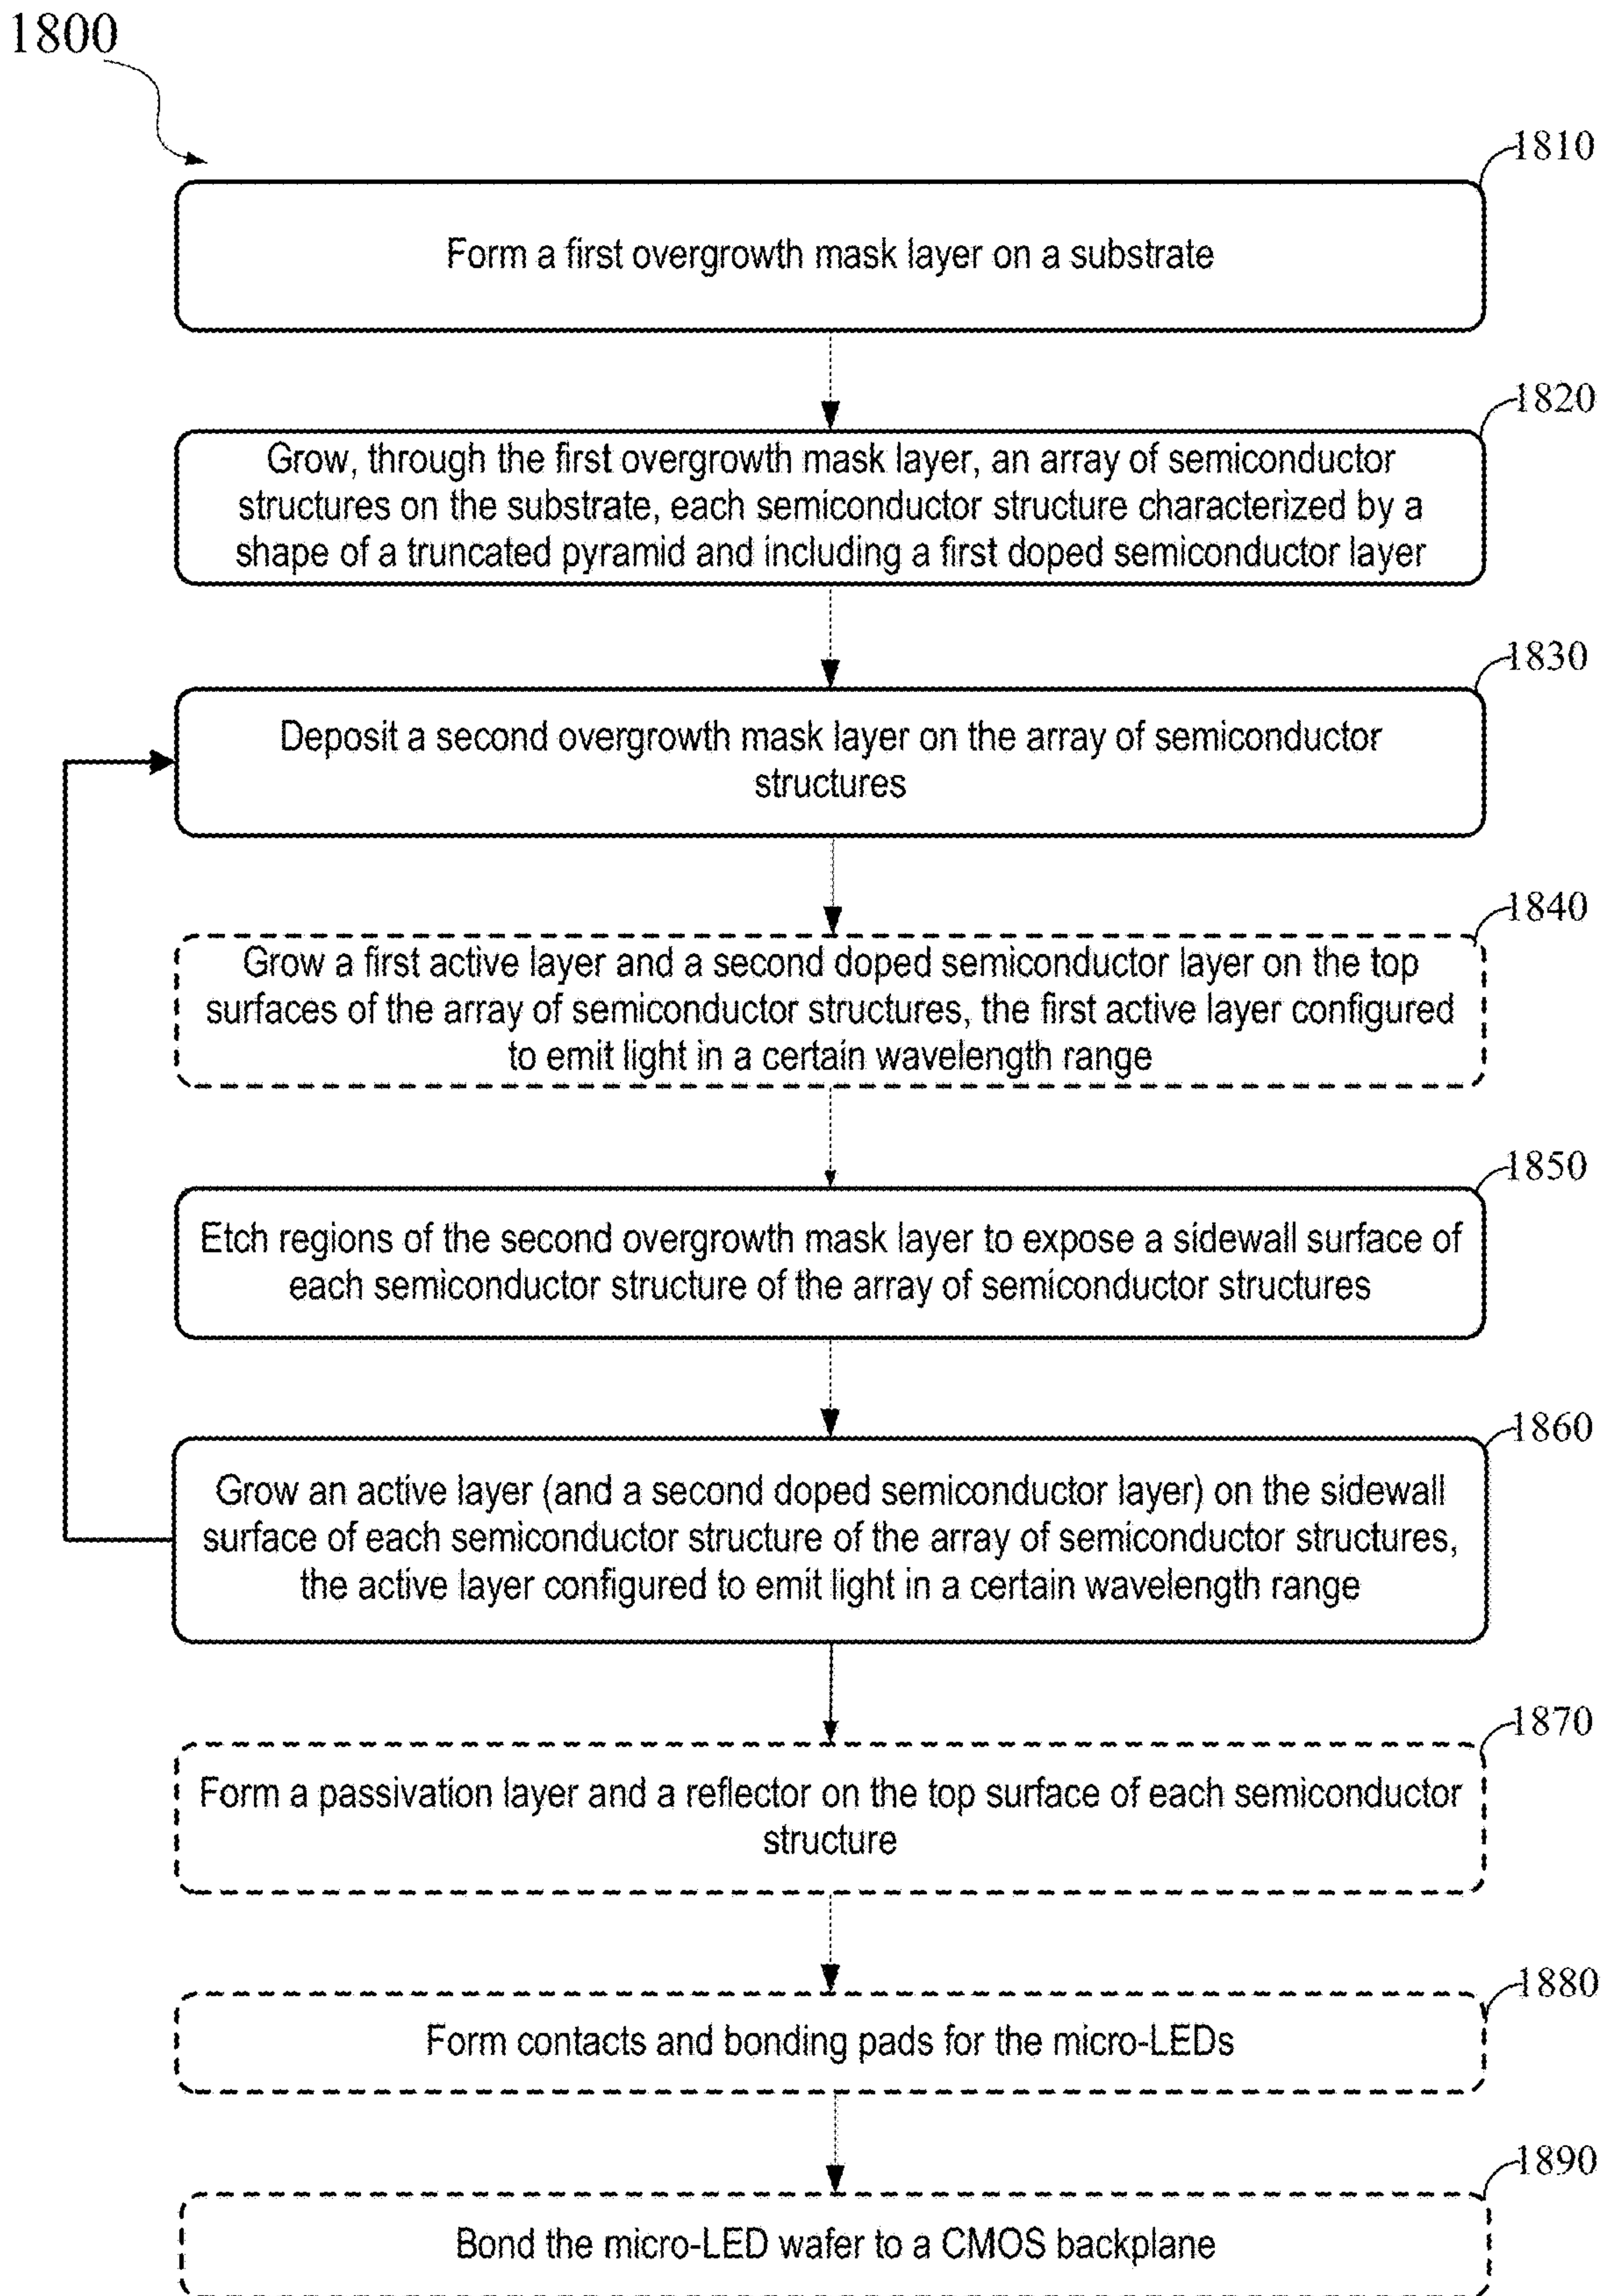 1800
1810
Form a first overgrowth mask layer on a substrate
1820
Grow, through the first overgrowth mask layer, an array of semiconductor
structures on the substrate, each semiconductor structure characterized by a
shape of a truncated pyramid and including a first doped semiconductor layer
1830
Deposit a second overgrowth mask layer on the array of semiconductor
structures
1840
Grow a first active layer and a second doped semiconductor layer on the top
surfaces of the array of semiconductor structures, the first active layer configured
to emit light in a certain wavelength range
1850
Etch regions of the second overgrowth mask layer to expose a sidewall surface of
each semiconductor structure of the array of semiconductor structures
1860
Grow an active layer (and a second doped semiconductor layer) on the sidewall
surface of each semiconductor structure of the array of semiconductor structures,
the active layer configured to emit light in a certain wavelength range
1870
Form a passivation layer and a reflector on the top surface of each semiconductor
structure
1880
Form contacts and bonding pads for the micro-LEDs
1890
Bond the micro-LED wafer to a CMOS backplane